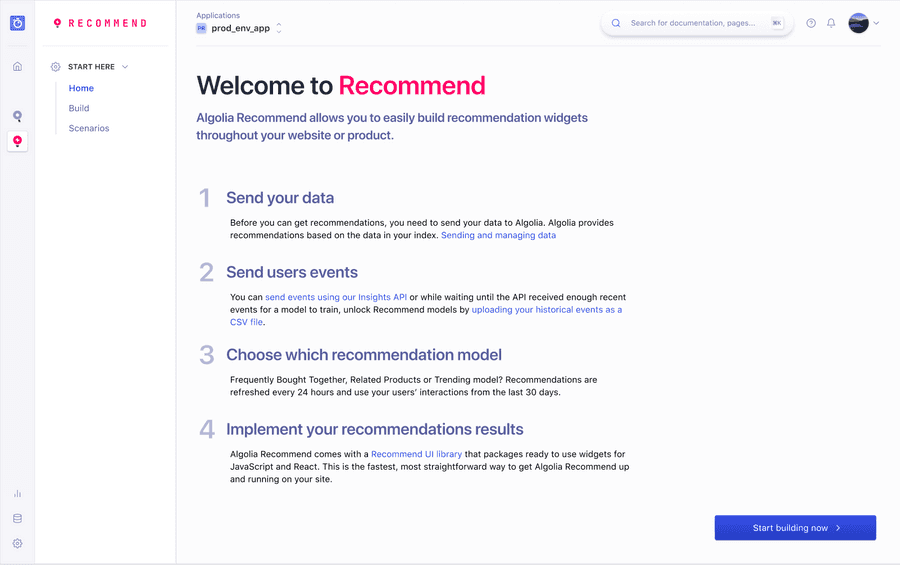 RECOMMEND
Applications
PR prod_env_app
Search for documentation, pages... ⌘K
START HERE
Home
Build
Scenarios
Welcome to Recommend
Algolia Recommend allows you to easily build recommendation widgets
throughout your website or product.
1 Send your data
Before you can get recommendations, you need to send your data to Algolia. Algolia provides
recommendations based on the data in your index. Sending and managing data
2 Send users events
You can send events using our Insights API or while waiting until the API received enough recent
events for a model to train, unlock Recommend models by uploading your historical events as a
CSV file.
3 Choose which recommendation model
Frequently Bought Together, Related Products or Trending model? Recommendations are
refreshed every 24 hours and use your users’ interactions from the last 30 days.
4 Implement your recommendations results
Algolia Recommend comes with a Recommend UI library that packages ready to use widgets for
JavaScript and React. This is the fastest, most straightforward way to get Algolia Recommend up
and running on your site.
Start building now